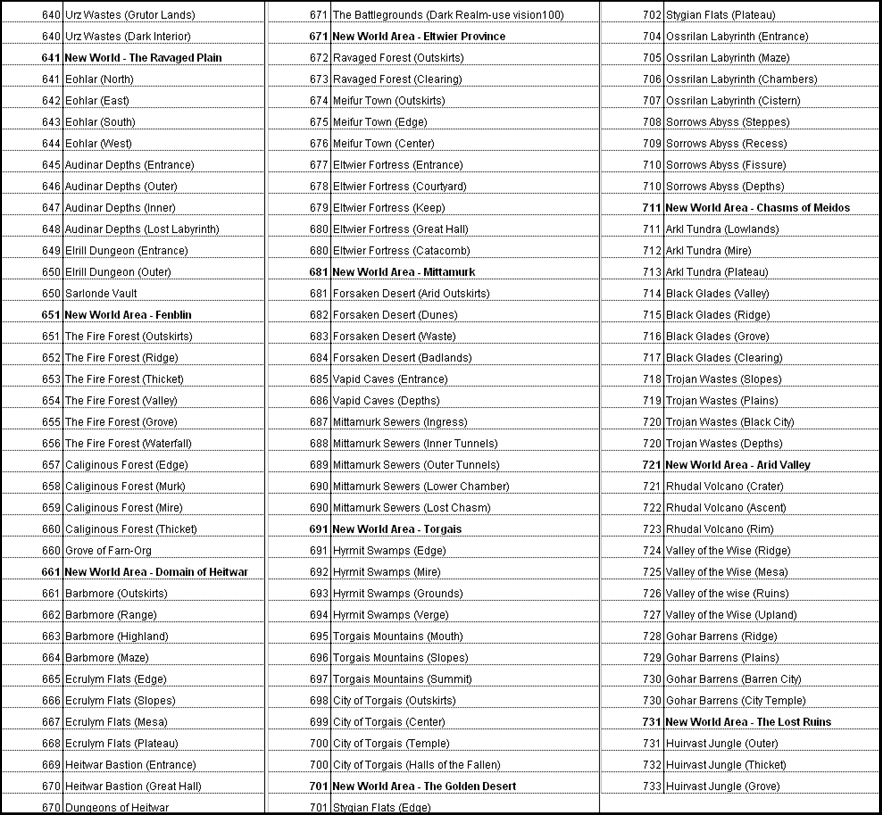 640 Urz Wastes (Grutor Lands)
640 Urz Wastes (Dark Interior)
641 New World - The Ravaged Plain
641 Eohlar (North)
642 Eohlar (East)
643 Eohlar (South)
644 Eohlar (West)
645 Audinar Depths (Entrance)
646 Audinar Depths (Outer)
647 Audinar Depths (Inner)
648 Audinar Depths (Lost Labyrinth)
649 Elrill Dungeon (Entrance)
650 Elrill Dungeon (Outer)
650 Sarlonde Vault
651 New World Area - Fenblin
651 The Fire Forest (Outskirts)
652 The Fire Forest (Ridge)
653 The Fire Forest (Thicket)
654 The Fire Forest (Valley)
655 The Fire Forest (Grove)
656 The Fire Forest (Waterfall)
657 Caliginous Forest (Edge)
658 Caliginous Forest (Murk)
659 Caliginous Forest (Mire)
660 Caliginous Forest (Thicket)
660 Grove of Farn-Org
661 New World Area - Domain of Heitwar
661 Barbmore (Outskirts)
662 Barbmore (Range)
663 Barbmore (Highland)
664 Barbmore (Maze)
665 Ecrulym Flats (Edge)
666 Ecrulym Flats (Slopes)
667 Ecrulym Flats (Mesa)
668 Ecrulym Flats (Plateau)
669 Heitwar Bastion (Entrance)
670 Heitwar Bastion (Great Hall)
670 Dungeons of Heitwar
671 The Battlegrounds (Dark Realm-use vision100)
671 New World Area - Eltwier Province
672 Ravaged Forest (Outskirts)
673 Ravaged Forest (Clearing)
674 Meifur Town (Outskirts)
675 Meifur Town (Edge)
676 Meifur Town (Center)
677 Eltwier Fortress (Entrance)
678 Eltwier Fortress (Courtyard)
679 Eltwier Fortress (Keep)
680 Eltwier Fortress (Great Hall)
680 Eltwier Fortress (Catacomb)
681 New World Area - Mittamurk
681 Forsaken Desert (Arid Outskirts)
682 Forsaken Desert (Dunes)
683 Forsaken Desert (Waste)
684 Forsaken Desert (Badlands)
685 Vapid Caves (Entrance)
686 Vapid Caves (Depths)
687 Mittamurk Sewers (Ingress)
688 Mittamurk Sewers (Inner Tunnels)
689 Mittamurk Sewers (Outer Tunnels)
690 Mittamurk Sewers (Lower Chamber)
690 Mittamurk Sewers (Lost Chasm)
691 New World Area - Torgais
691 Hyrmit Swamps (Edge)
692 Hyrmit Swamps (Mire)
693 Hyrmit Swamps (Grounds)
694 Hyrmit Swamps (Verge)
695 Torgais Mountains (Mouth)
696 Torgais Mountains (Slopes)
697 Torgais Mountains (Summit)
698 City of Torgais (Outskirts)
699 City of Torgais (Center)
700 City of Torgais (Temple)
700 City of Torgais (Halls of the Fallen)
701 New World Area - The Golden Desert
701 Stygian Flats (Edge)
702 Stygian Flats (Plateau)
704 Ossrilan Labyrinth (Entrance)
705 Ossrilan Labyrinth (Maze)
706 Ossrilan Labyrinth (Chambers)
707 Ossrilan Labyrinth (Cistern)
708 Sorrows Abyss (Steppes)
709 Sorrows Abyss (Recess)
710 Sorrows Abyss (Fissure)
710 Sorrows Abyss (Depths)
711 New World Area - Chasms of Meidos
711 Arkl Tundra (Lowlands)
712 Arkl Tundra (Mire)
713 Arkl Tundra (Plateau)
714 Black Glades (Valley)
715 Black Glades (Ridge)
716 Black Glades (Grove)
717 Black Glades (Clearing)
718 Trojan Wastes (Slopes)
719 Trojan Wastes (Plains)
720 Trojan Wastes (Black City)
720 Trojan Wastes (Depths)
721 New World Area - Arid Valley
721 Rhudal Volcano (Crater)
722 Rhudal Volcano (Ascent)
723 Rhudal Volcano (Rim)
724 Valley of the Wise (Ridge)
725 Valley of the Wise (Mesa)
726 Valley of the wise (Ruins)
727 Valley of the Wise (Upland)
728 Gohar Barrens (Ridge)
729 Gohar Barrens (Plains)
730 Gohar Barrens (Barren City)
730 Gohar Barrens (City Temple)
731 New World Area - The Lost Ruins
731 Huirvast Jungle (Outer)
732 Huirvast Jungle (Thicket)
733 Huirvast Jungle (Grove)